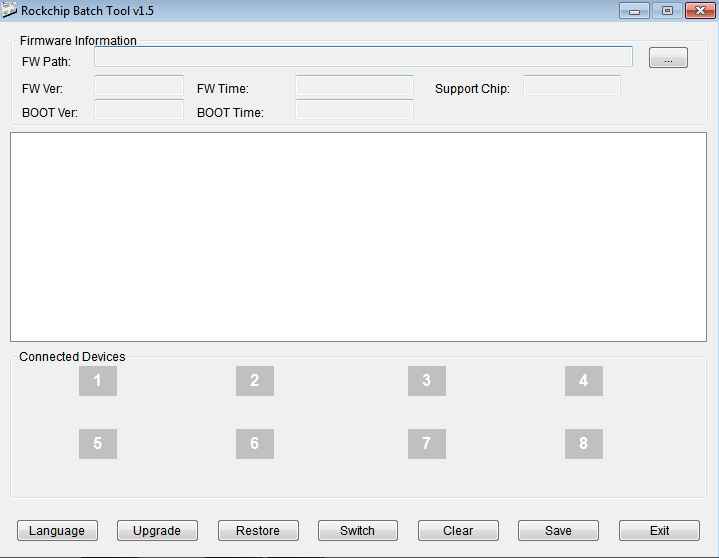 Rockchip Batch Tool v1.5
Firmware Information
FW Path:
...
FW Ver: FW Time: Support Chip:
BOOT Ver: BOOT Time:
Connected Devices
1 2 3 4
5 6 7 8
Language Upgrade Restore Switch Clear Save Exit